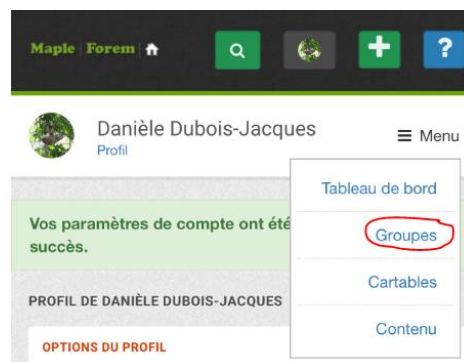 Maple Forem
?
Danièle Dubois-Jacques
Profil
Menu
Tableau de bord
Groupes
Cartables
Contenu
Vos paramètres de compte ont été
succès.
PROFIL DE DANIÈLE DUBOIS-JACQUES
OPTIONS DU PROFIL